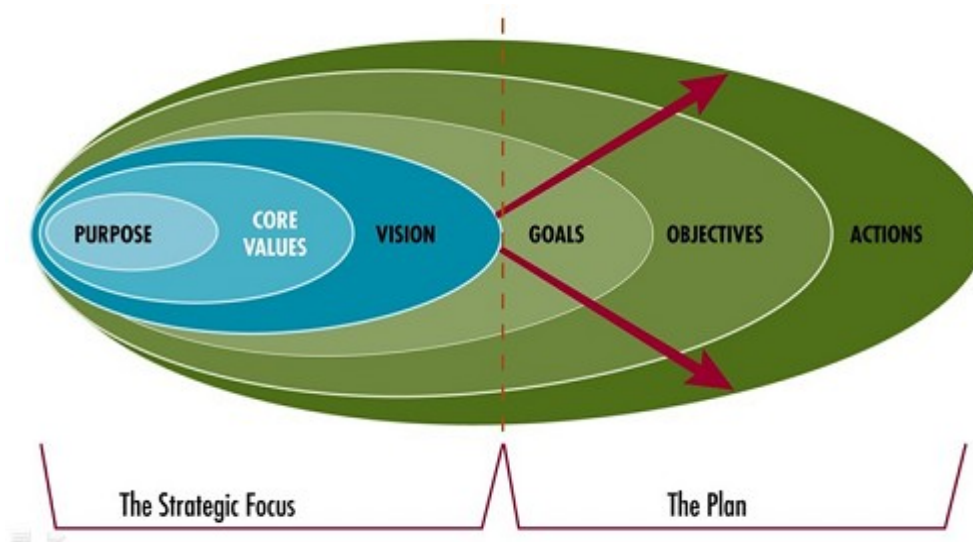 PURPOSE
CORE
VALUES
VISION
GOALS
OBJECTIVES
ACTIONS
The Strategic Focus
The Plan